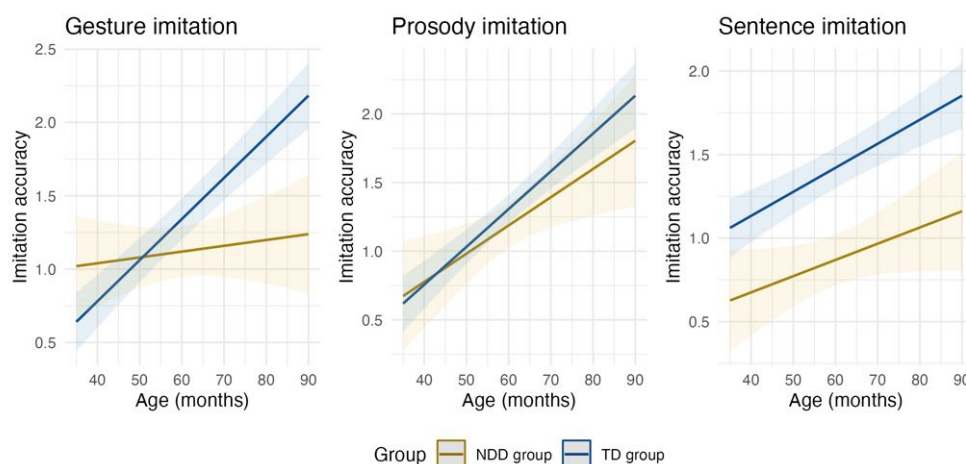 Gesture imitation
2.5
2.0
1.5
1.0
0.5
Imitation accuracy
40 50 60 70 80 90
Age (months)
Prosody imitation
2.0
1.5
1.0
0.5
Imitation accuracy
40 50 60 70 80 90
Age (months)
Sentence imitation
2.0
1.5
1.0
0.5
Imitation accuracy
40 50 60 70 80 90
Age (months)
Group NDD group TD group